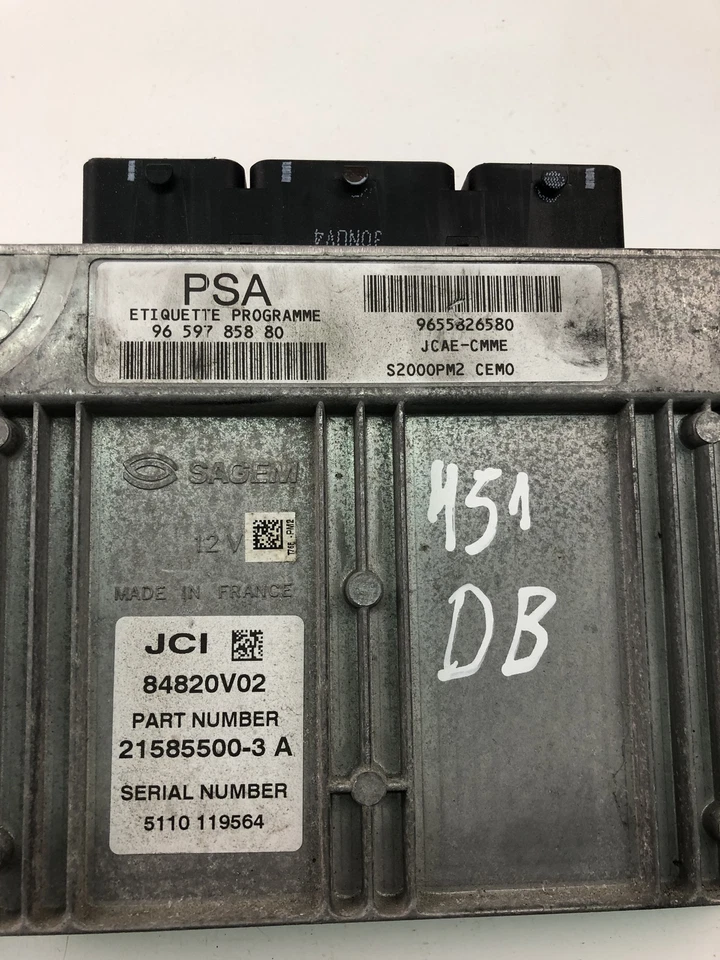 PSA
ETIQUETTE PROGRAMME
96 597 858 80
9655826580
JCAE-CMME
S2000PM2 CEM0
SAGEM
12 V
MADE IN FRANCE
JCI
84820V02
PART NUMBER
21585500-3 A
SERIAL NUMBER
5110 119564
451
DB